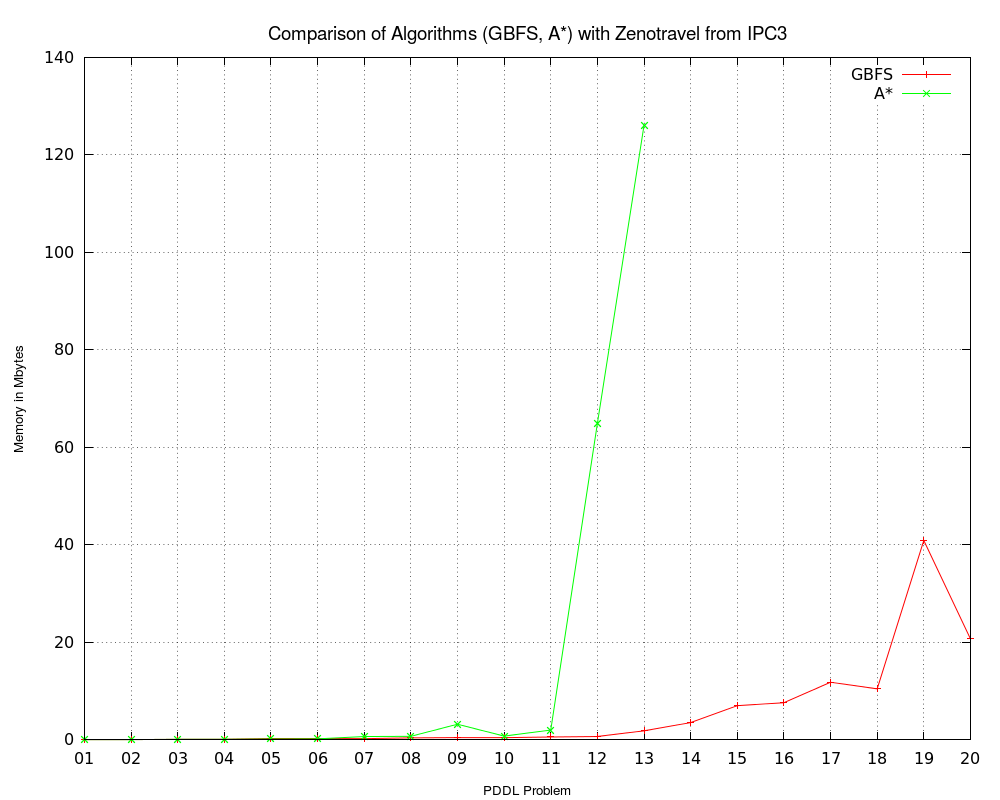 Comparison of Algorithms (GBFS, A*) with Zenotravel from IPC3
140
120
100
80
60
40
20
0
GBFS
A*
Memory in Mbytes
01 02 03 04 05 06 07 08 09 10 11 12 13 14 15 16 17 18 19 20
PDDL Problem